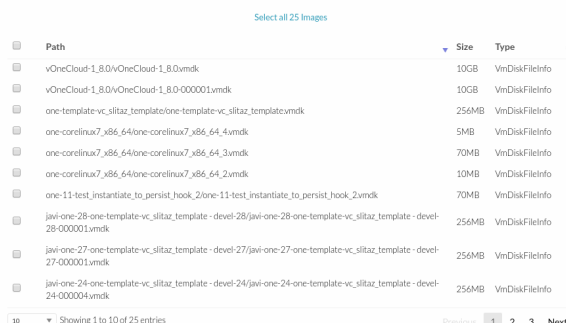 Select all 25 Images
Path Size Type
vOneCloud-1_8.0/vOneCloud-1_8.0.vmdk 10GB VmDiskFileInfo
vOneCloud-1_8.0/vOneCloud-1_8.0-000001.vmdk 10GB VmDiskFileInfo
one-template-vc_slitaz_template/one-template-vc_slitaz_template.vmdk 256MB VmDiskFileInfo
one-corelinux7_x86_64/one-corelinux7_x86_64_4.vmdk 5MB VmDiskFileInfo
one-corelinux7_x86_64/one-corelinux7_x86_64_3.vmdk 70MB VmDiskFileInfo
one-corelinux7_x86_64/one-corelinux7_x86_64_2.vmdk 10MB VmDiskFileInfo
one-11-test_instantiate_to_persist_hook_2/one-11-test_instantiate_to_persist_hook_2.vmdk 70MB VmDiskFileInfo
javi-one-28-one-template-vc_slitaz_template - devel-28/javi-one-28-one-template-vc_slitaz_template - devel-
28-000001.vmdk 256MB VmDiskFileInfo
javi-one-27-one-template-vc_slitaz_template - devel-27/javi-one-27-one-template-vc_slitaz_template - devel-
27-000001.vmdk 256MB VmDiskFileInfo
javi-one-24-one-template-vc_slitaz_template - devel-24/javi-one-24-one-template-vc_slitaz_template - devel-
24-000004.vmdk 256MB VmDiskFileInfo
10 Showing 1 to 10 of 25 entries Previous 1 2 3 Next